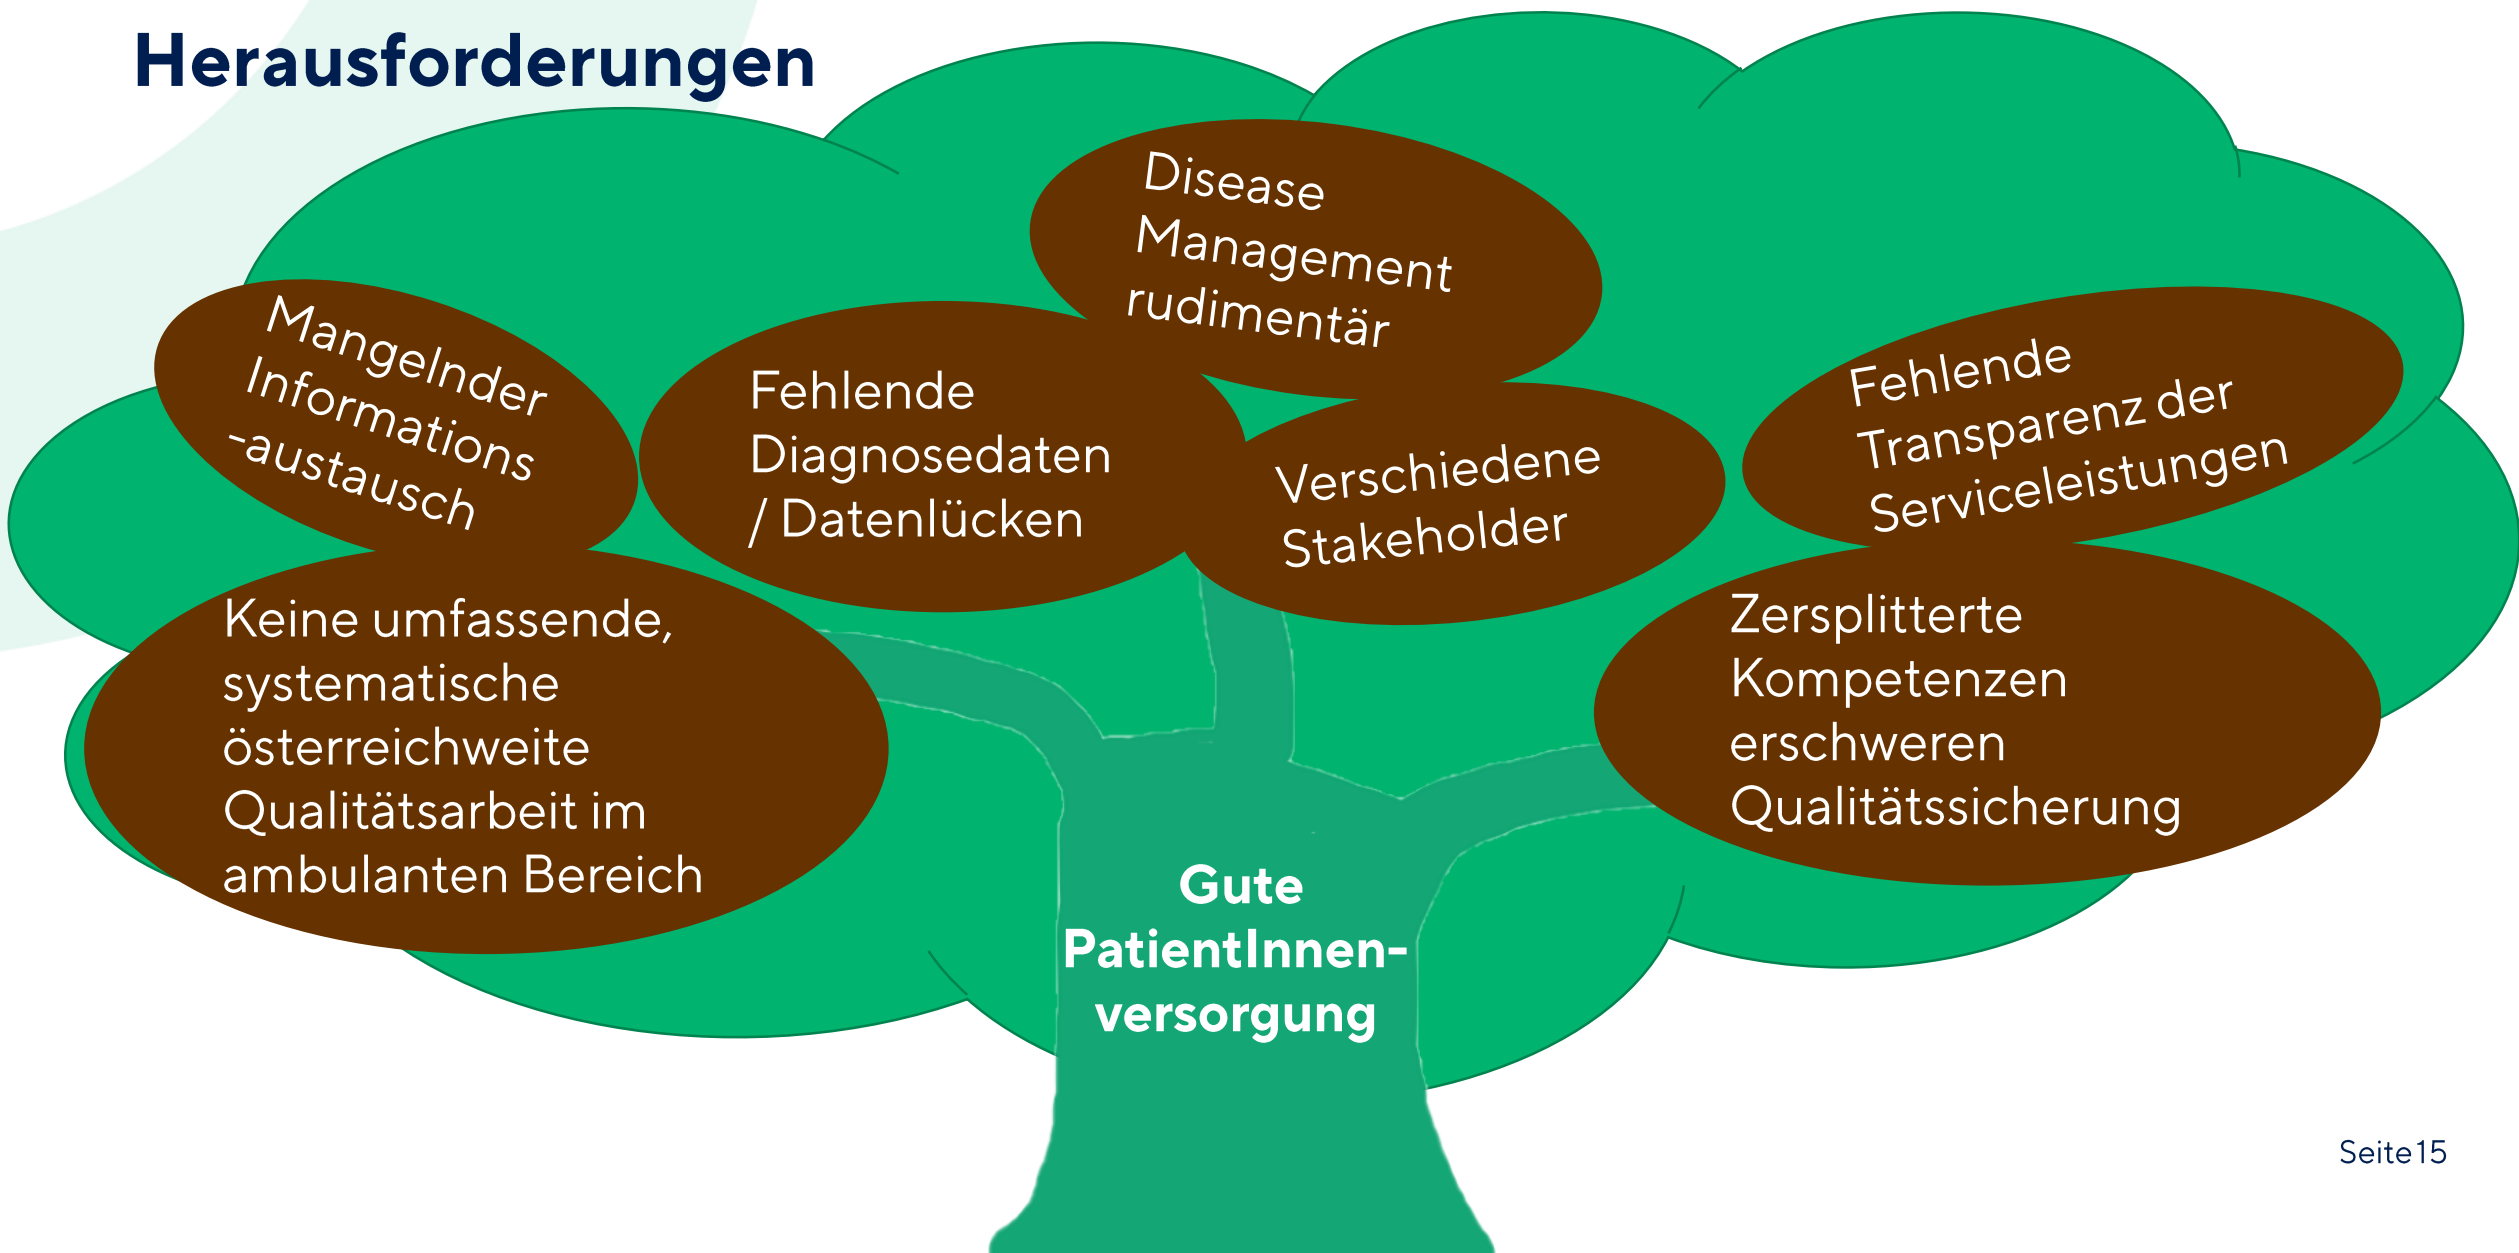 Herausforderungen
Disease
Management
rudimentär
Mangelnder
Informations
-austausch
Fehlende
Diagnosedaten
/ Datenlücken
Verschiedene
Stakeholder
Fehlende
Transparenz der
Serviceleistungen
Keine umfassende,
systematische
österreichweite
Qualitätsarbeit im
ambulanten Bereich
Zersplitterte
Kompetenzen
erschweren
Qualitätssicherung
Gute
PatientInnen-
versorgung
Seite15